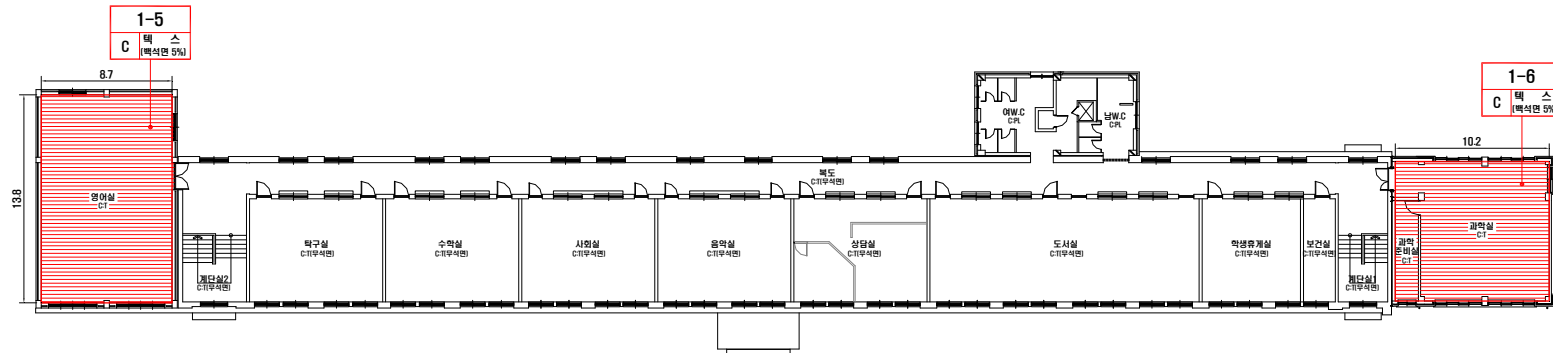 1-5
C 텍 스
(백석면 5%)
8.7
13.8
영어실
C:T
1-6
C 텍 스
(백석면 5%
10.2
여W.C
C:PL
남W.C
C:PL
복도
C:T(무석면)
탁구실
C:T(무석면)
수학실
C:T(무석면)
사회실
C:T(무석면)
음악실
C:T(무석면)
상담실
C:T(무석면)
도서실
C:T(무석면)
학생휴게실
C:T(무석면)
보건실
C:T(무석면)
계단실2
C:T(무석면)
계단실1
C:T(무석면)
과학
준비실
C:T
과학실
C:T